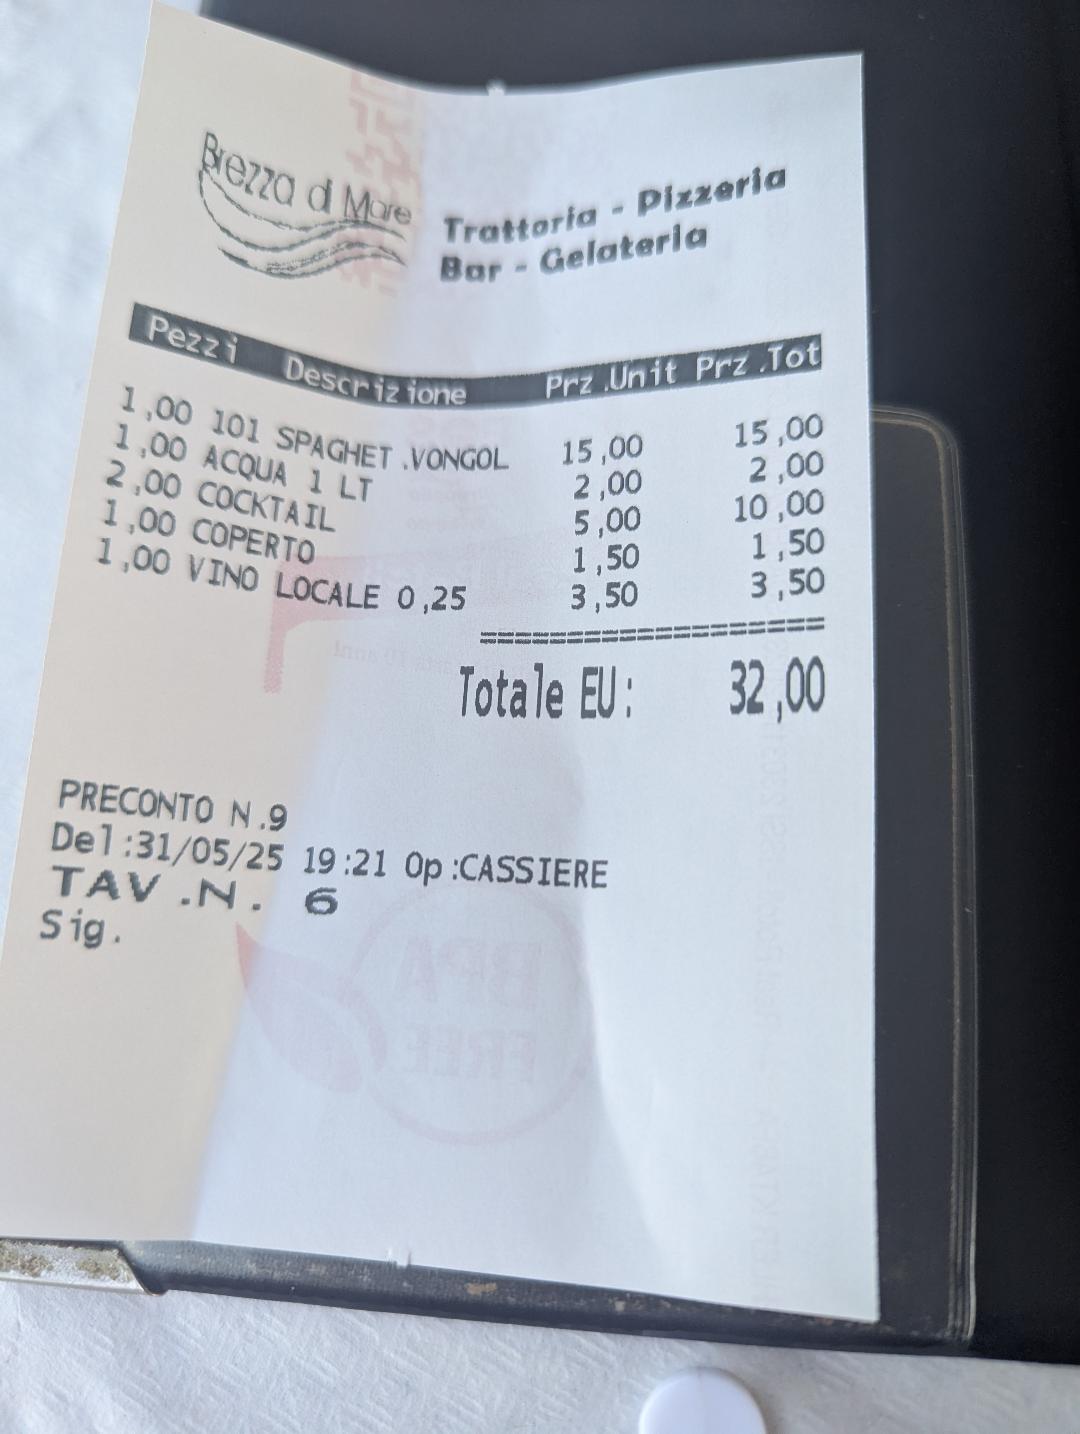 Brezza d Mare
Trattoria - Pizzeria
Bar - Gelateria
Pezzi Descrizione Prz.Unit Prz.Tot
1,00 101 SPAGHET.VONGOL 15,00 15,00
1,00 ACQUA 1 LT 2,00 2,00
2,00 COCKTAIL 5,00 10,00
1,00 COPERTO 1,50 1,50
1,00 VINO LOCALE 0,25 3,50 3,50
===================
Totale EU: 32,00
PRECONTO N.9
Del:31/05/25 19:21 Op:CASSIERE
TAV.N. 6
Sig.
BPA
FREE